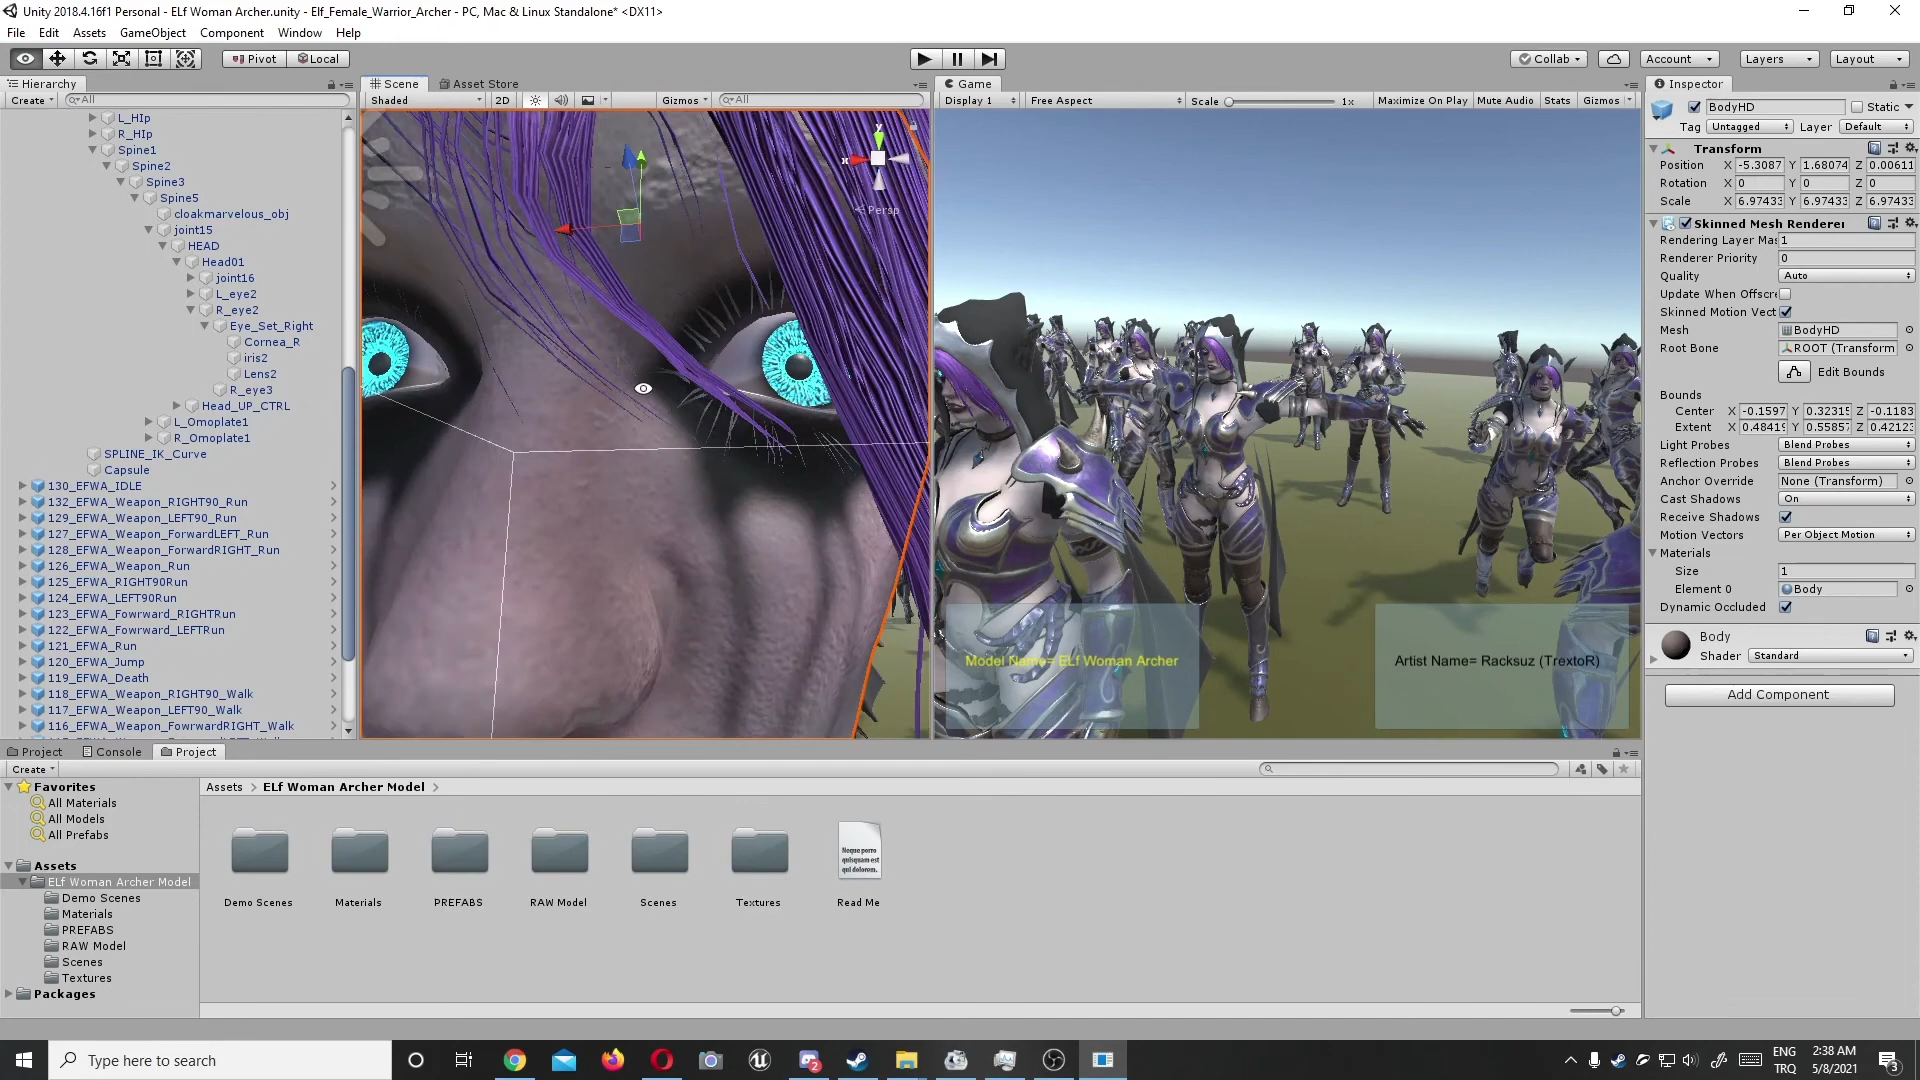 Unity 2018.4.16f1 Personal - ELf Woman Archer.unity - Elf_Female_Warrior_Archer - PC, Mac & Linux Standalone* <DX11>
File Edit Assets GameObject Component Window Help
Pivot Local Collab Account Layers Layout
Hierarchy
Create All
L_HIp
R_HIp
Spine1
Spine2
Spine3
Spine5
cloakmarvelous_obj
joint15
HEAD
Head01
joint16
L_eye2
R_eye2
Eye_Set_Right
Cornea_R
iris2
Lens2
R_eye3
Head_UP_CTRL
L_Omoplate1
R_Omoplate1
SPLINE_IK_Curve
Capsule
130_EFWA_IDLE
132_EFWA_Weapon_RIGHT90_Run
129_EFWA_Weapon_LEFT90_Run
127_EFWA_Weapon_ForwardLEFT_Run
128_EFWA_Weapon_ForwardRIGHT_Run
126_EFWA_Weapon_Run
125_EFWA_RIGHT90Run
124_EFWA_LEFT90Run
123_EFWA_Fowrward_RIGHTRun
122_EFWA_Fowrward_LEFTRun
121_EFWA_Run
120_EFWA_Jump
119_EFWA_Death
118_EFWA_Weapon_RIGHT90_Walk
117_EFWA_Weapon_LEFT90_Walk
116_EFWA_Weapon_FowrwardRIGHT_Walk
Scene Asset Store
Shaded 2D Gizmos All
y
x
Persp
Game
Display 1 Free Aspect Scale 1x Maximize On Play Mute Audio Stats Gizmos
Model Name= ELf Woman Archer
Artist Name= Racksuz (TrextoR)
Inspector
BodyHD Static
Tag Untagged Layer Default
Transform
Position X -5.3087 Y 1.68074 Z 0.00611
Rotation X 0 Y 0 Z 0
Scale X 6.97433 Y 6.97433 Z 6.97433
Skinned Mesh Renderer
Rendering Layer Mas 1
Renderer Priority 0
Quality Auto
Update When Offscre
Skinned Motion Vect
Mesh BodyHD
Root Bone ROOT (Transform
Edit Bounds
Bounds
Center X -0.1597 Y 0.32315 Z -0.1183
Extent X 0.48419 Y 0.55857 Z 0.42123
Light Probes Blend Probes
Reflection Probes Blend Probes
Anchor Override None (Transform)
Cast Shadows On
Receive Shadows
Motion Vectors Per Object Motion
Materials
Size 1
Element 0 Body
Dynamic Occluded
Body
Shader Standard
Add Component
Project Console Project
Create
Favorites
All Materials
All Models
All Prefabs
Assets
ELf Woman Archer Model
Demo Scenes
Materials
PREFABS
RAW Model
Scenes
Textures
Packages
Assets > ELf Woman Archer Model >
Neque porro
quisquam est
qui dolorem.
Demo Scenes Materials PREFABS RAW Model Scenes Textures Read Me
Type here to search
2
ENG
TRQ
2:38 AM
5/8/2021
3